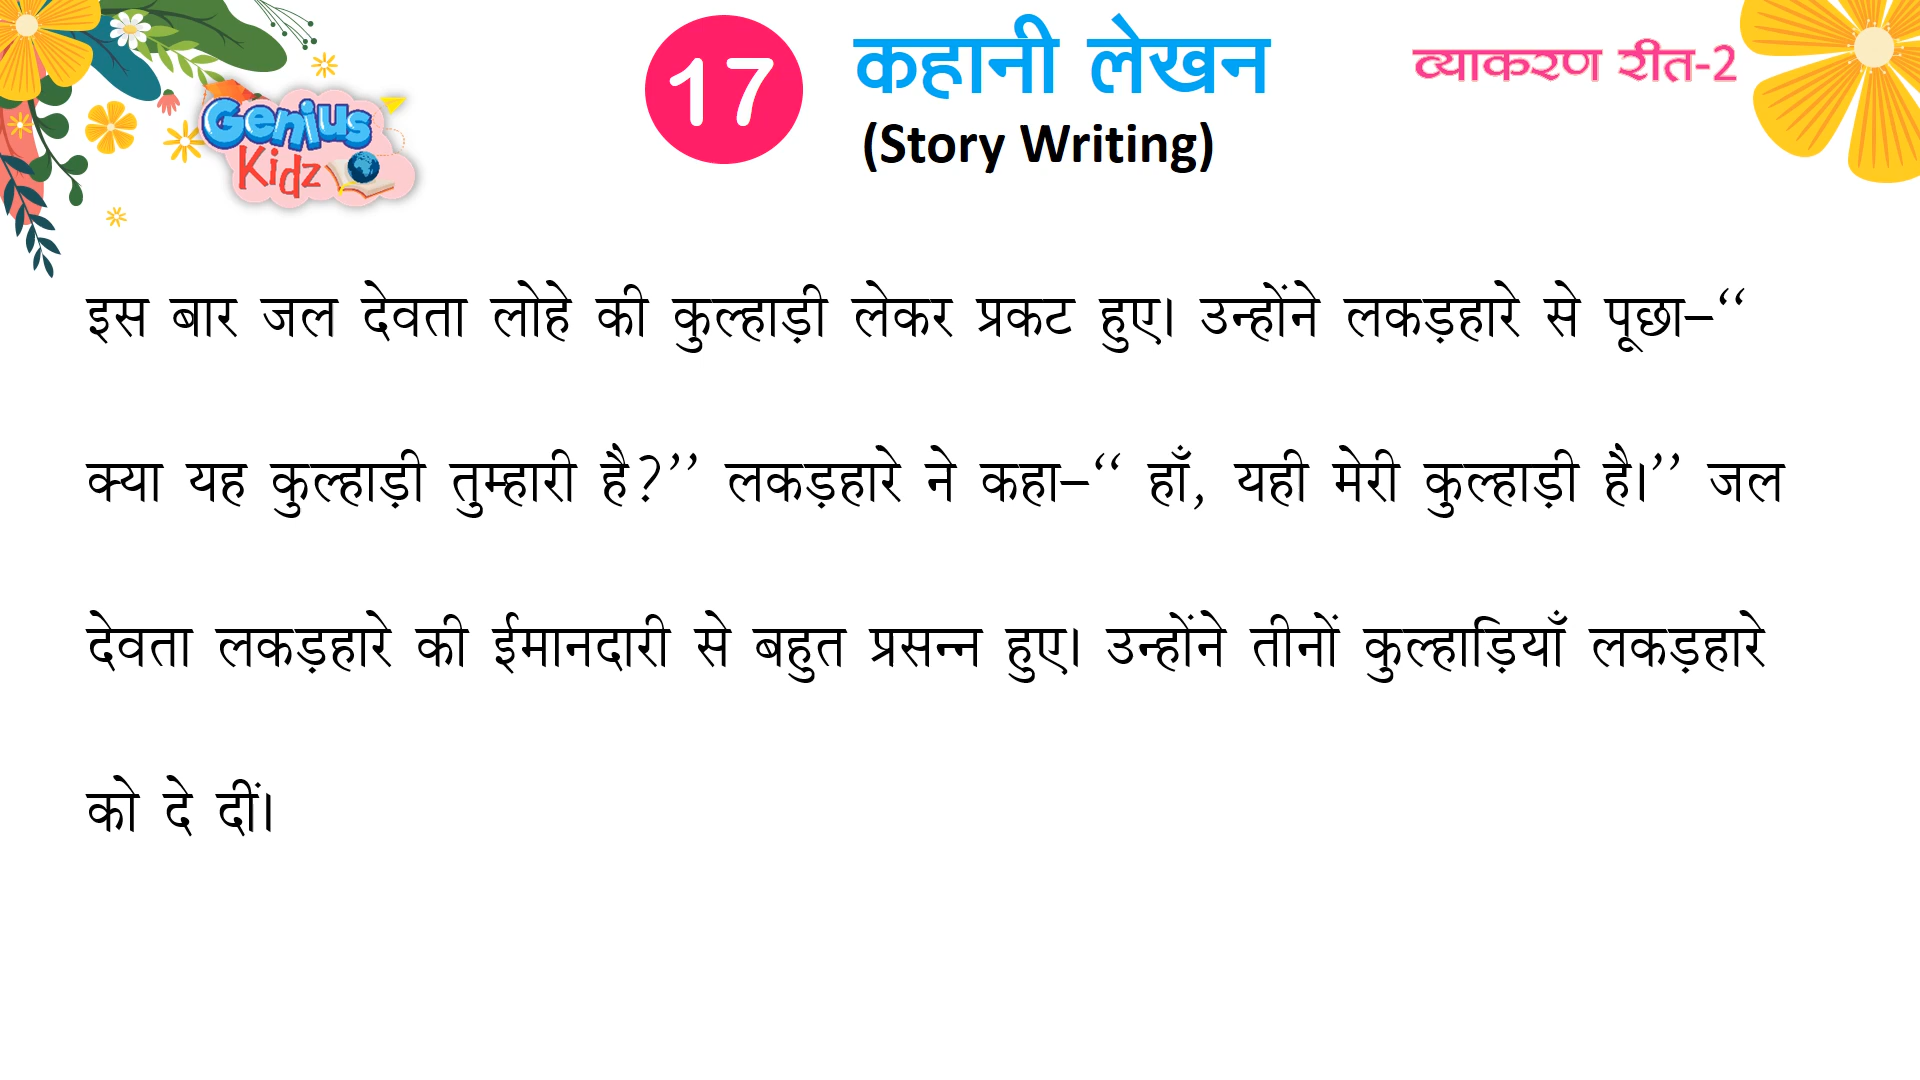 Genius
Kidz
17
कहानी लेखन
(Story Writing)
व्याकरण रीत-2
इस बार जल देवता लोहे की कुल्हाड़ी लेकर प्रकट हुए। उन्होंने लकड़हारे से पूछा–‘‘
क्या यह कुल्हाड़ी तुम्हारी है?’’ लकड़हारे ने कहा–‘‘ हाँ, यही मेरी कुल्हाड़ी है।’’ जल
देवता लकड़हारे की ईमानदारी से बहुत प्रसन्न हुए। उन्होंने तीनों कुल्हाड़ियाँ लकड़हारे
को दे दीं।